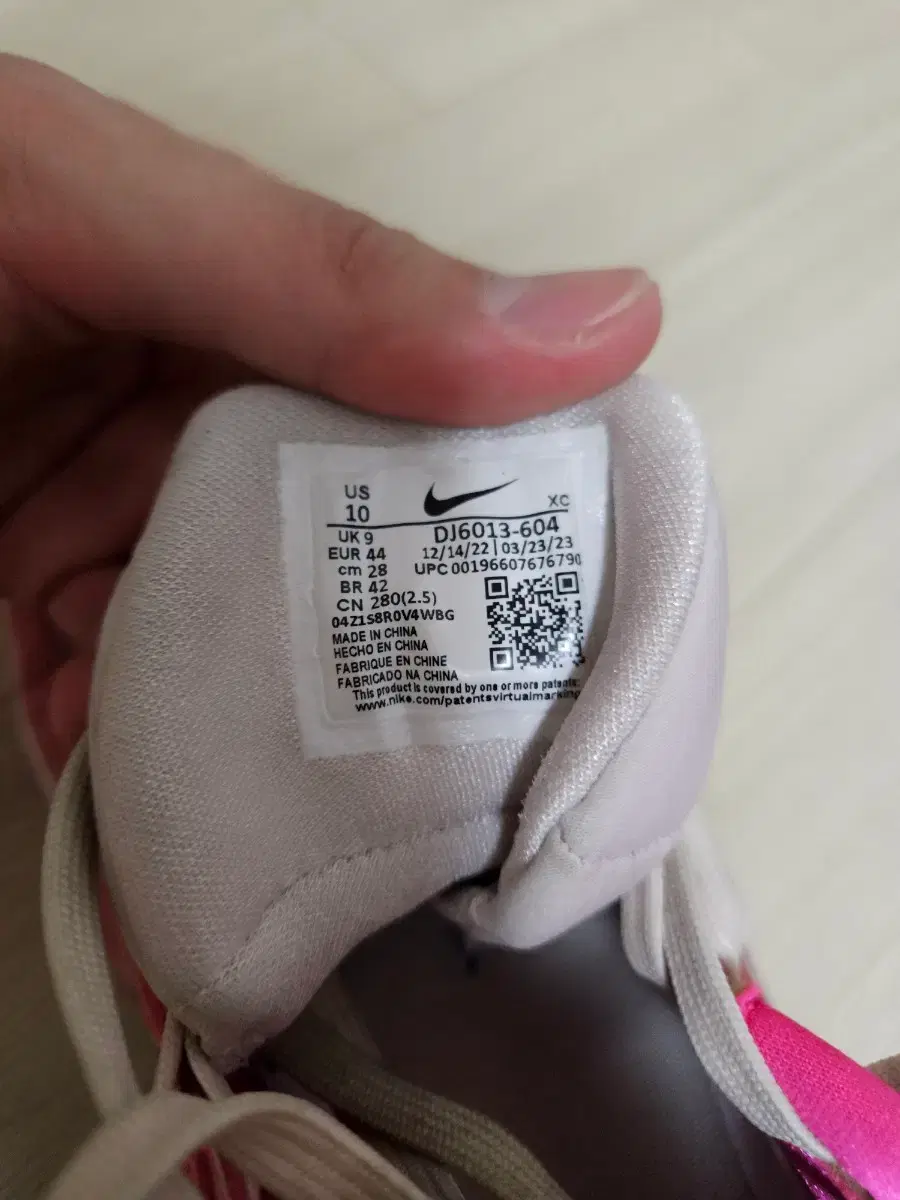 US
10
XC
UK 9
DJ6013-604
EUR 44
12/14/22 | 03/23/23
cm 28
UPC 00196607676790
BR 42
CN 280(2.5)
04Z1S8R0V4WBG
MADE IN CHINA
HECHO EN CHINA
FABRIQUE EN CHINE
FABRICADO NA CHINA
This product is covered by one or more patents:
www.nike.com/patentsvirtualmarking